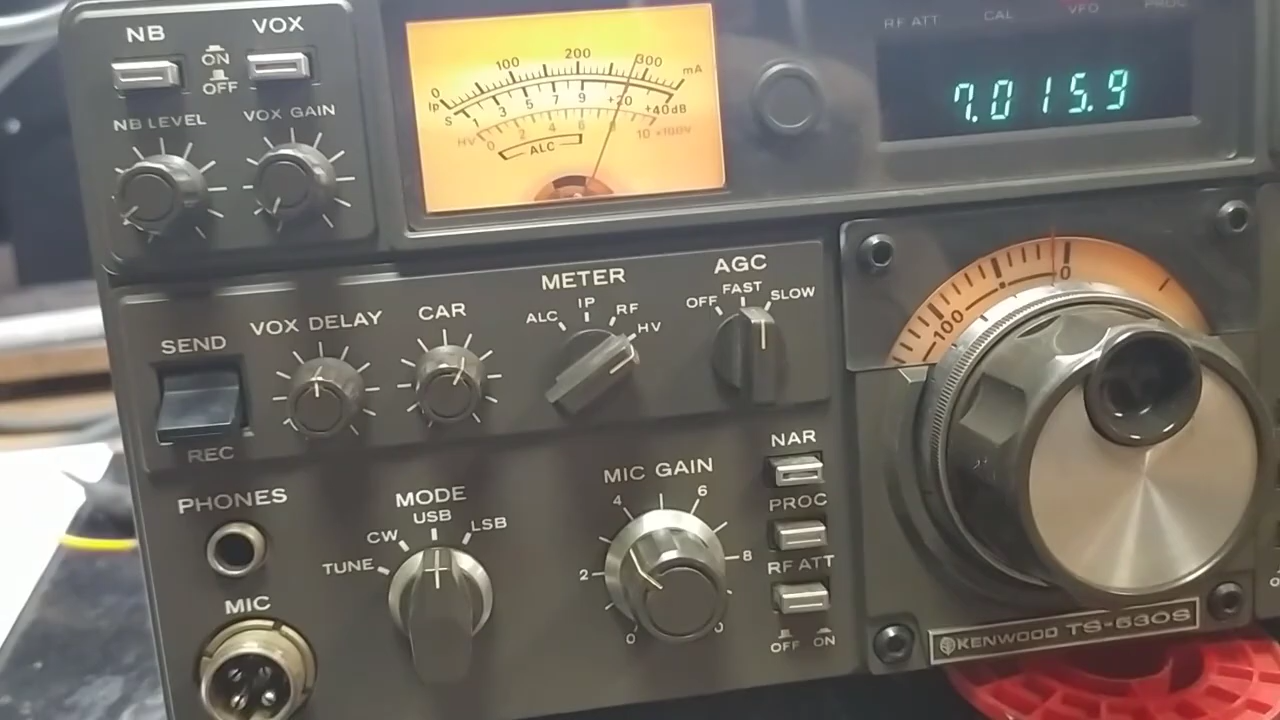 NB
VOX
ON
OFF
NB LEVEL
VOX GAIN
0 100 200 300 mA
Ip
S 1 3 5 7 9 +20 +40dB
HV 0 2 4 6 8 10 ×100V
ALC
RF ATT CAL VFO PROC
7.015.9
SEND
REC
VOX DELAY
CAR
METER
ALC IP RF HV
AGC
OFF FAST SLOW
100
0
PHONES
MIC
MODE
TUNE CW USB LSB
MIC GAIN
0 2 4 6 8
NAR
PROC
RF ATT
OFF ON
KENWOOD TS-530S